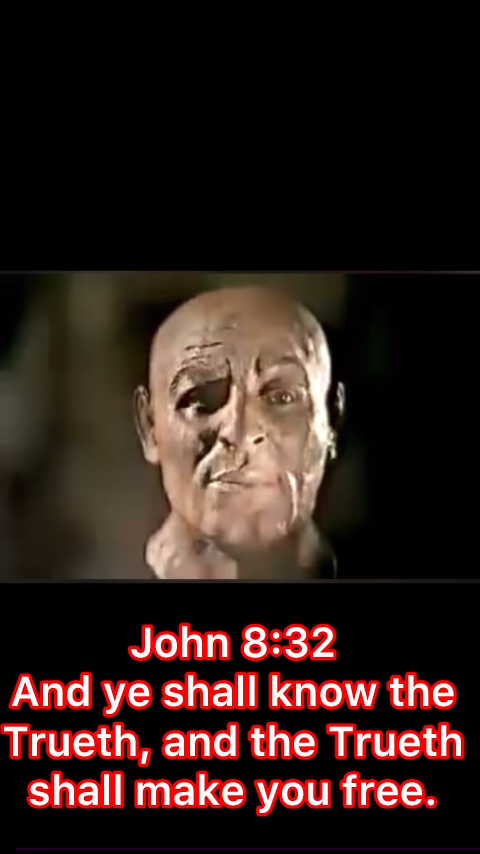 John 8:32
And ye shall know the
Trueth, and the Trueth
shall make you free.